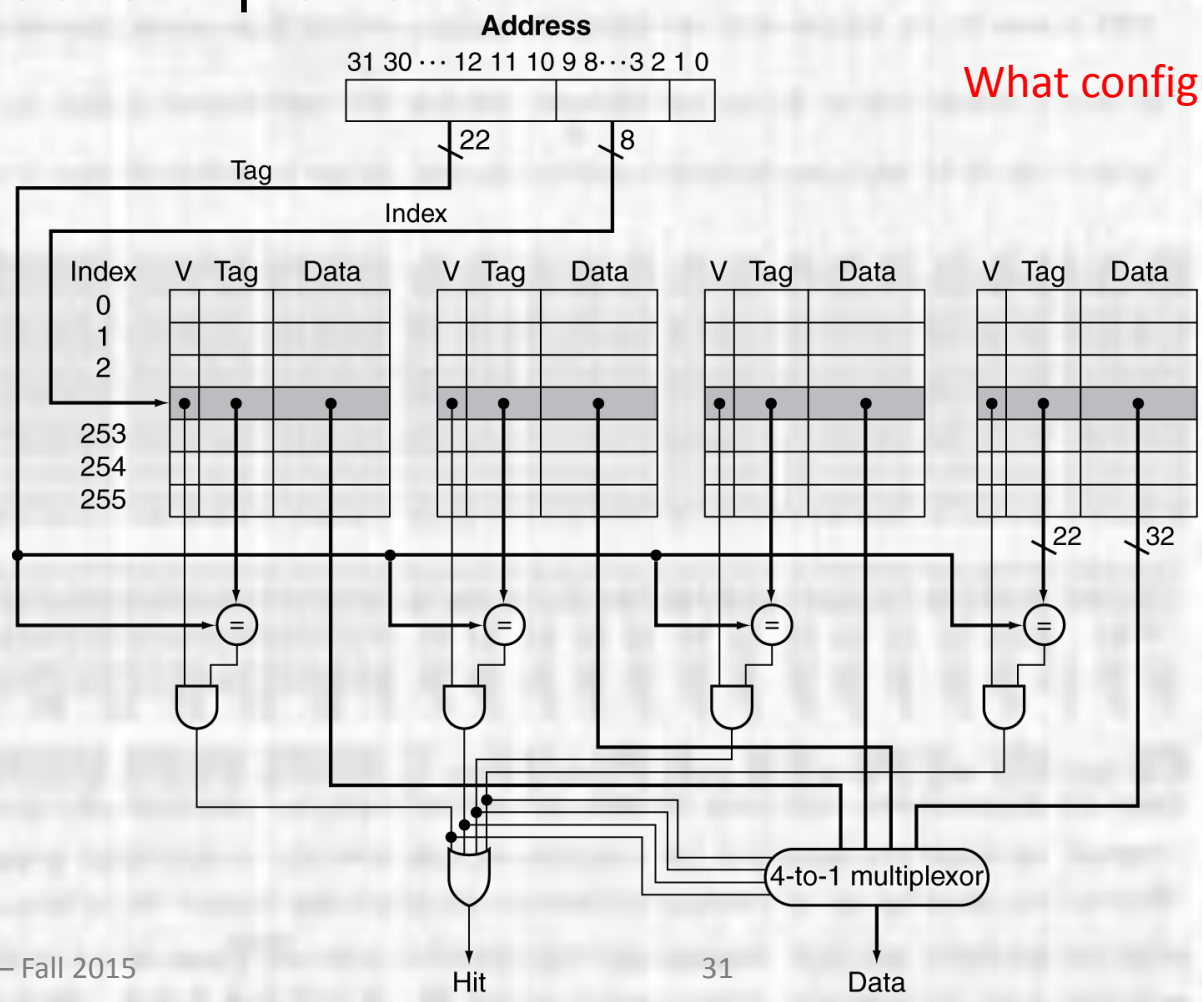 Address
31 30 ··· 12 11 10 9 8···3 2 1 0
What config
22
8
Tag
Index
Index V Tag Data V Tag Data V Tag Data V Tag Data
0
1
2
253
254
255
22 32
= = = =
4-to-1 multiplexor
– Fall 2015
31
Hit
Data